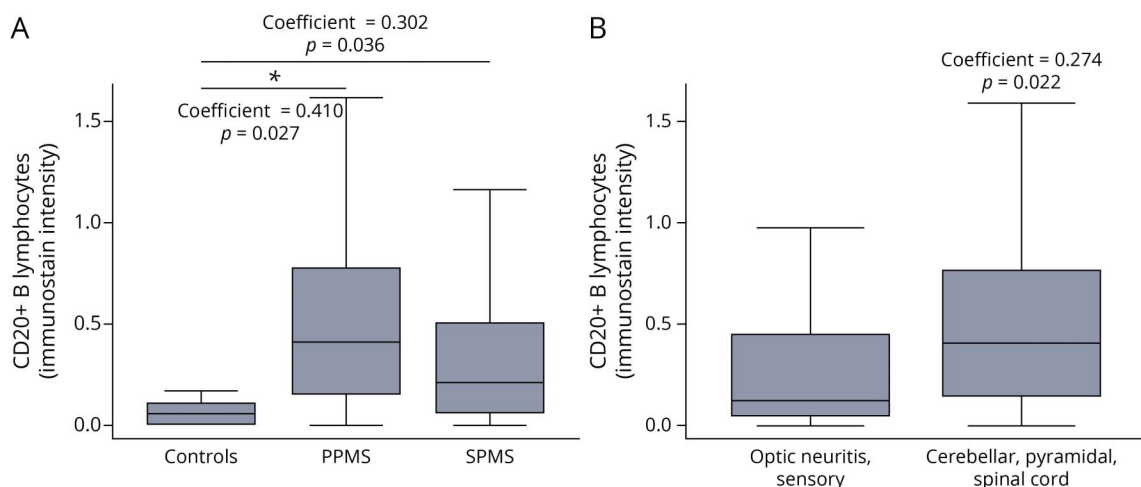 A
Coefficient = 0.302
p = 0.036
*
Coefficient = 0.410
p = 0.027
CD20+ B lymphocytes
(immunostain intensity)
1.5
1.0
0.5
0.0
Controls
PPMS
SPMS
B
Coefficient = 0.274
p = 0.022
CD20+ B lymphocytes
(immunostain intensity)
1.5
1.0
0.5
0.0
Optic neuritis,
sensory
Cerebellar, pyramidal,
spinal cord